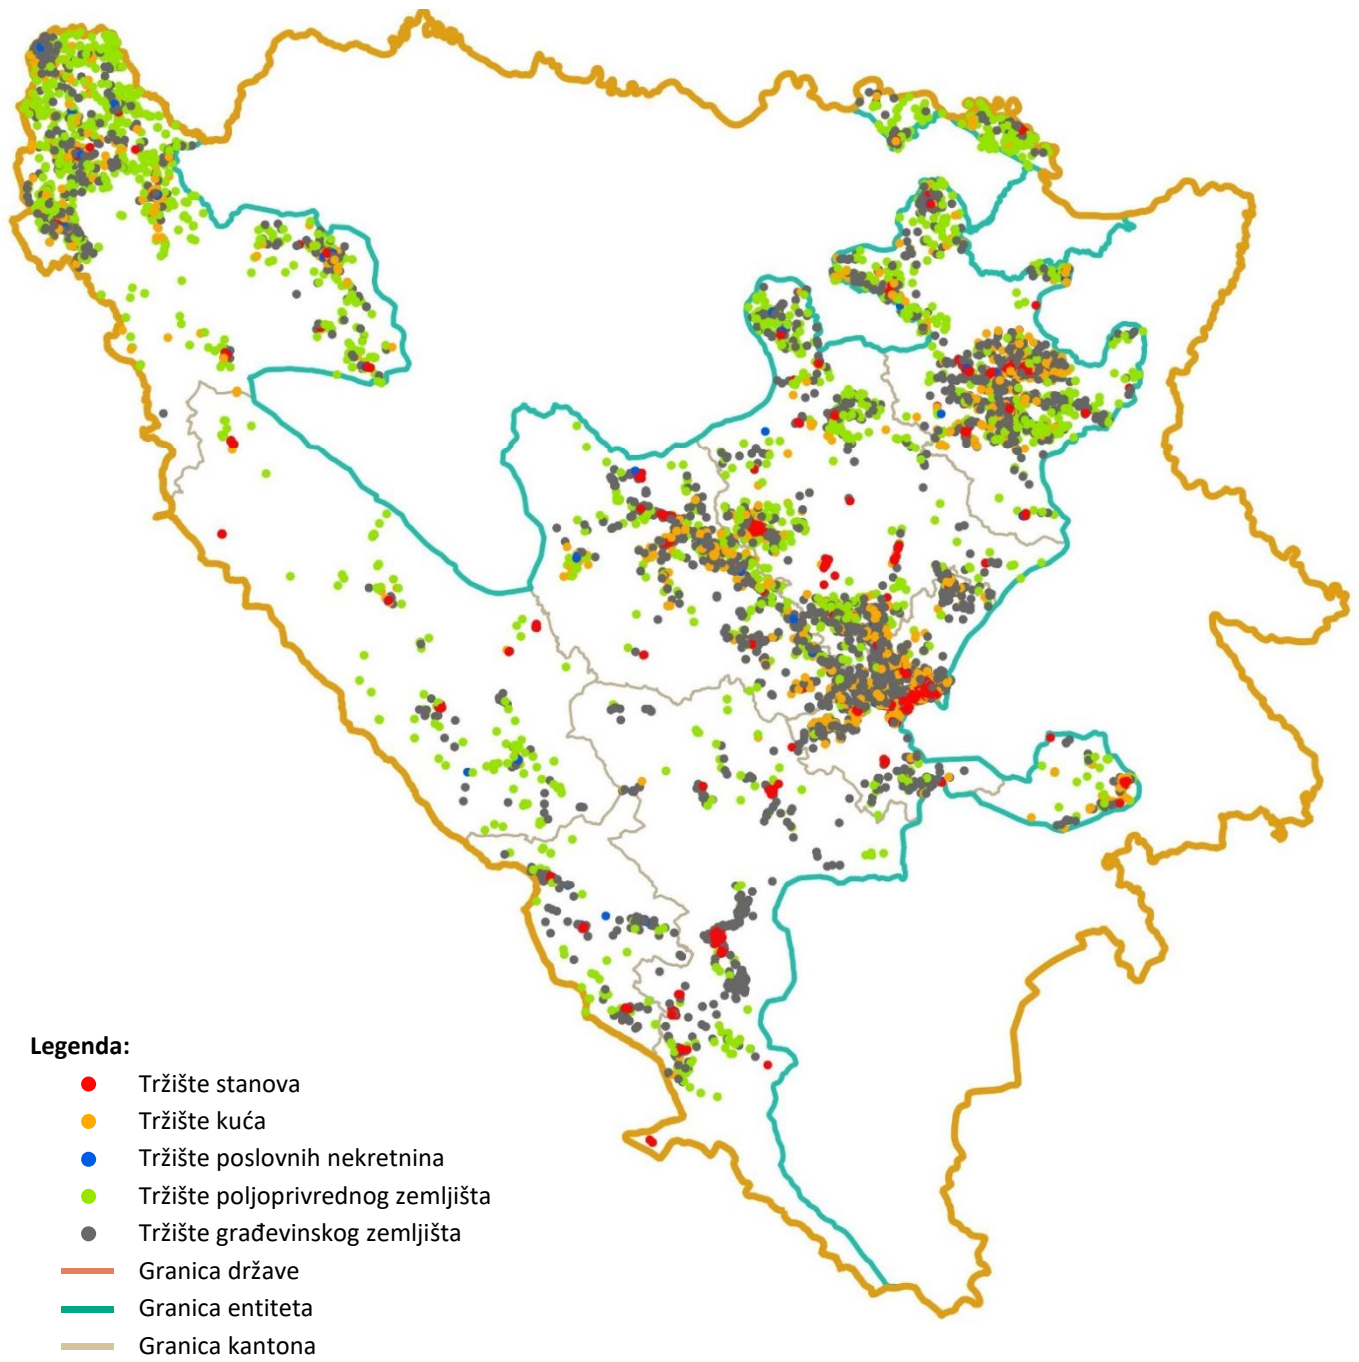 Legenda:
Tržište stanova
Tržište kuća
Tržište poslovnih nekretnina
Tržište poljoprivrednog zemljišta
Tržište građevinskog zemljišta
Granica države
Granica entiteta
Granica kantona